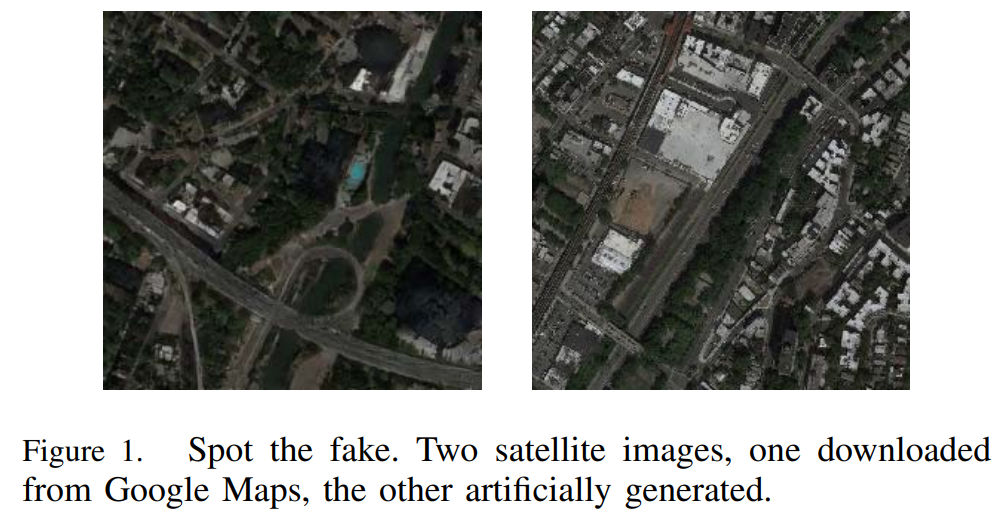 Figure 1. Spot the fake. Two satellite images, one downloaded
from Google Maps, the other artificially generated.